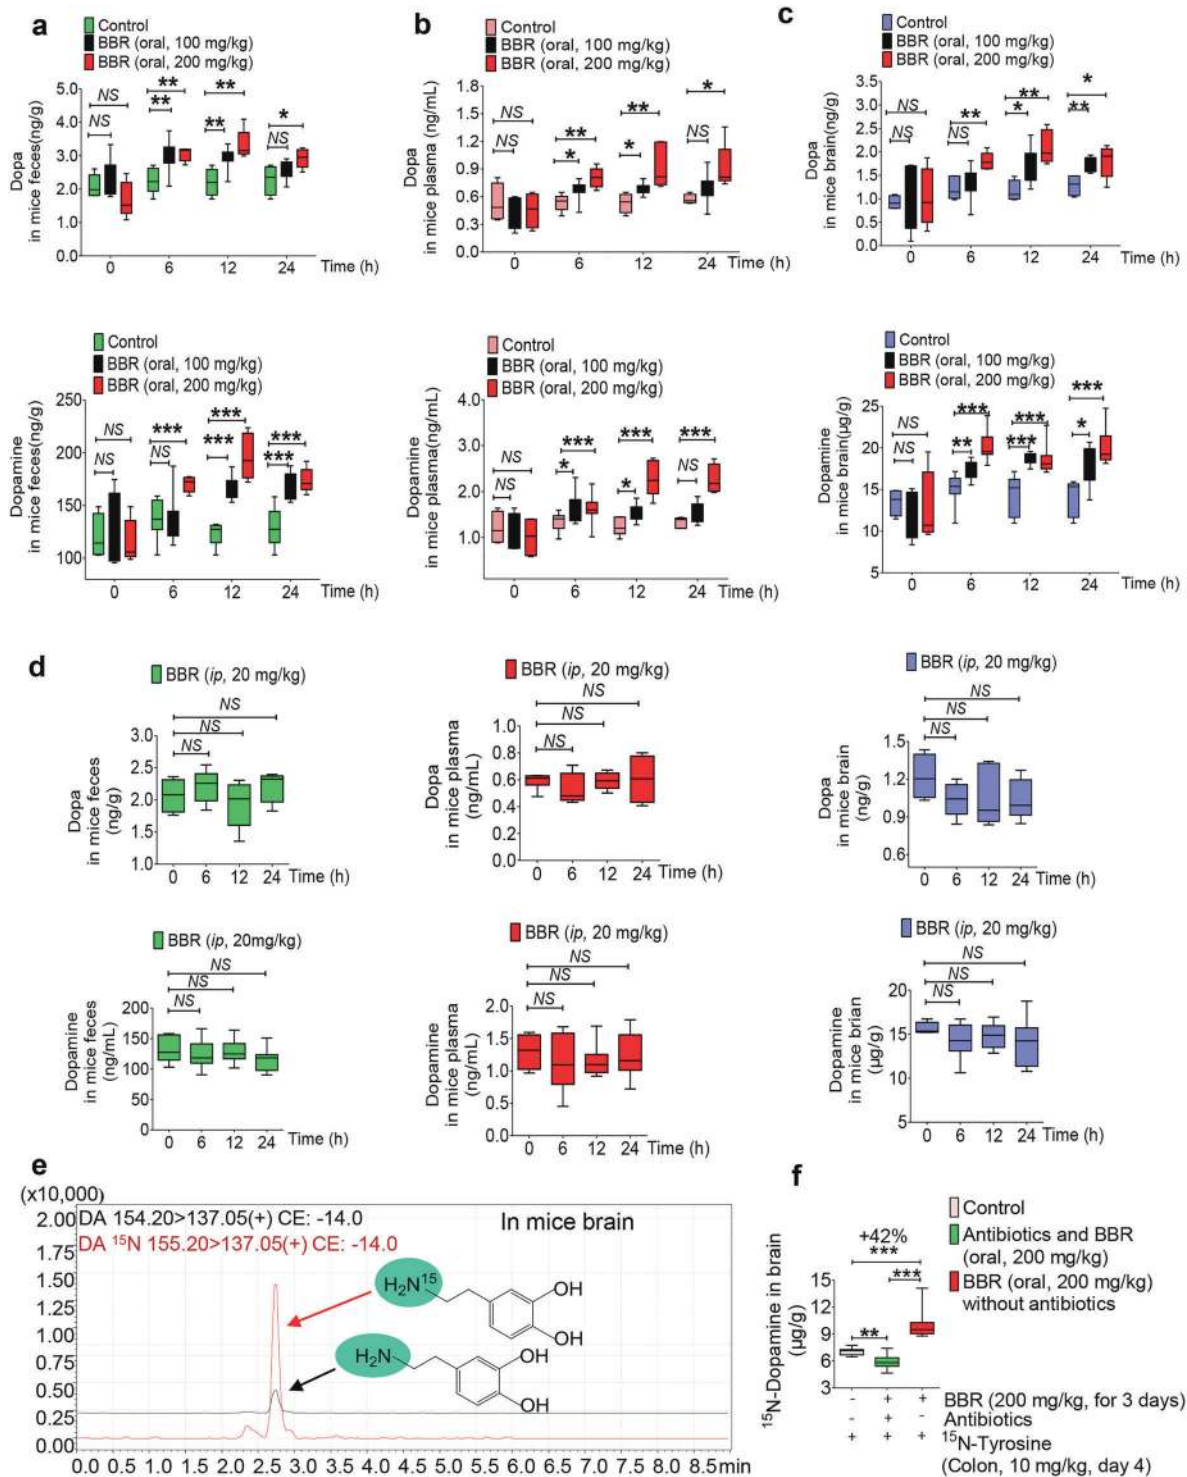 a
Control
BBR (oral, 100 mg/kg)
BBR (oral, 200 mg/kg)
Dopa
in mice feces(ng/g)
5.0
4.0
3.0
2.0
1.0
0.0
NS
NS
**
**
**
**
*
NS
0 6 12 24 Time (h)
b
Control
BBR (oral, 100 mg/kg)
BBR (oral, 200 mg/kg)
Dopa
in mice plasma (ng/mL)
1.8
1.5
1.2
0.9
0.6
0.3
0.0
NS
NS
**
*
**
*
*
NS
0 6 12 24 Time (h)
c
Control
BBR (oral, 100 mg/kg)
BBR (oral, 200 mg/kg)
Dopa
in mice brain(ng/g)
3.5
3.0
2.5
2.0
1.5
1.0
0.5
0.0
NS
NS
**
NS
**
*
*
**
0 6 12 24 Time (h)
Control
BBR (oral, 100 mg/kg)
BBR (oral, 200 mg/kg)
Dopamine
in mice feces(ng/g)
250
200
150
100
NS
NS
***
NS
***
***
***
***
0 6 12 24 Time (h)
Control
BBR (oral, 100 mg/kg)
BBR (oral, 200 mg/kg)
Dopamine
in mice plasma(ng/mL)
4.0
3.0
2.0
1.0
NS
NS
***
*
***
*
***
NS
0 6 12 24 Time (h)
Control
BBR (oral, 100 mg/kg)
BBR (oral, 200 mg/kg)
Dopamine
in mice brain(μg/g)
25
20
15
10
5
NS
NS
***
**
***
***
***
*
0 6 12 24 Time (h)
d
BBR (ip, 20 mg/kg)
Dopa
in mice feces
(ng/g)
3.0
2.5
2.0
1.5
1.0
NS
NS
NS
0 6 12 24 Time (h)
BBR (ip, 20 mg/kg)
Dopa
in mice plasma
(ng/mL)
1.0
0.8
0.6
0.4
0.2
0.0
NS
NS
NS
0 6 12 24 Time (h)
BBR (ip, 20 mg/kg)
Dopa
in mice brain
(ng/g)
1.5
1.2
0.9
0.6
NS
NS
NS
0 6 12 24 Time (h)
BBR (ip, 20mg/kg)
Dopamine
in mice feces
(ng/mL)
200
150
100
50
0
NS
NS
NS
0 6 12 24 Time (h)
BBR (ip, 20 mg/kg)
Dopamine
in mice plasma
(ng/mL)
2.0
1.5
1.0
0.5
0.0
NS
NS
NS
0 6 12 24 Time (h)
BBR (ip, 20 mg/kg)
Dopamine
in mice brian
(μg/g)
20
15
10
5
NS
NS
NS
0 6 12 24 Time (h)
e
(x10,000)
2.00
1.75
1.50
1.25
1.00
0.75
0.50
0.25
0.00
DA 154.20>137.05(+) CE: -14.0
DA ¹⁵N 155.20>137.05(+) CE: -14.0
In mice brain
H₂N¹⁵
OH
OH
H₂N
OH
OH
0.0 0.5 1.0 1.5 2.0 2.5 3.0 3.5 4.0 4.5 5.0 5.5 6.0 6.5 7.0 7.5 8.0 8.5min
f
Control
Antibiotics and BBR
(oral, 200 mg/kg)
BBR (oral, 200 mg/kg)
without antibiotics
¹⁵N-Dopamine in brain
(μg/g)
15
12
9
6
3
+42%
***
***
**
- + + BBR (200 mg/kg, for 3 days)
- + - Antibiotics
+ + + ¹⁵N-Tyrosine
(Colon, 10 mg/kg, day 4)